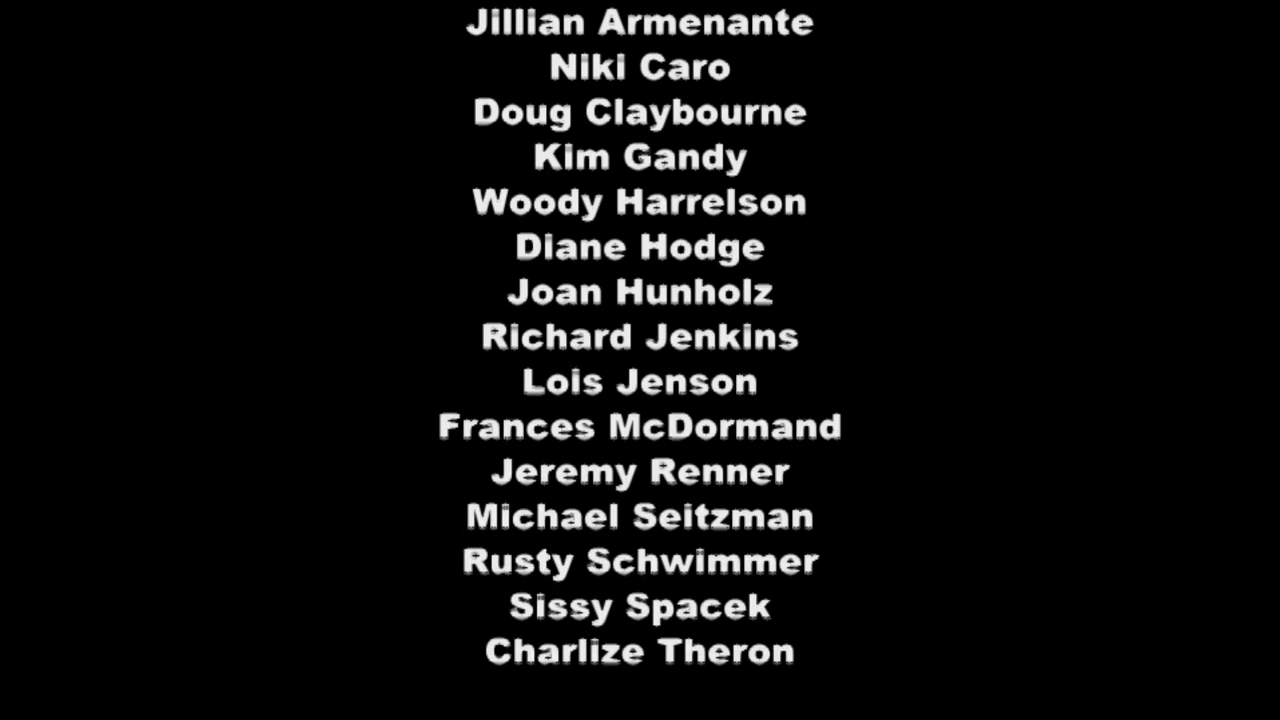 Jillian Armenante
Niki Caro
Doug Claybourne
Kim Gandy
Woody Harrelson
Diane Hodge
Joan Hunholz
Richard Jenkins
Lois Jenson
Frances McDormand
Jeremy Renner
Michael Seitzman
Rusty Schwimmer
Sissy Spacek
Charlize Theron